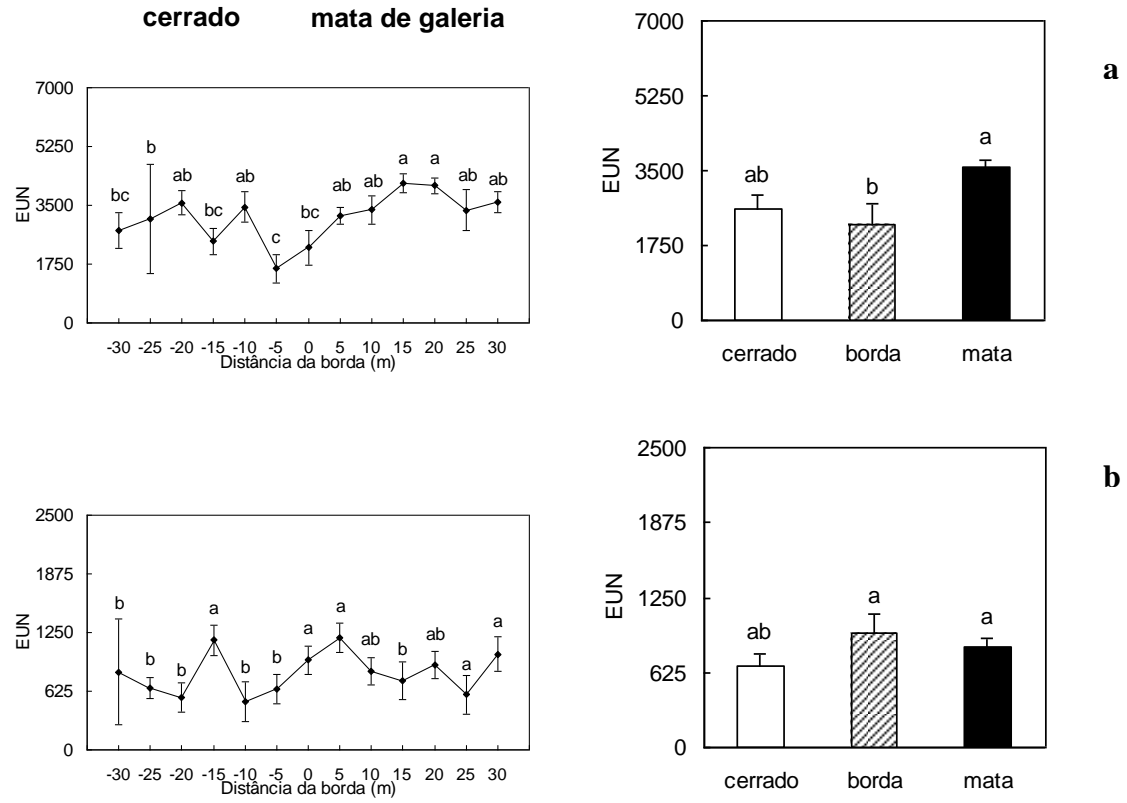 cerrado mata de galeria
7000
5250
3500
1750
0
EUN
bc b ab bc ab c bc ab ab a a ab ab
-30 -25 -20 -15 -10 -5 0 5 10 15 20 25 30
Distância da borda (m)
7000
5250
3500
1750
0
EUN
ab b a
cerrado borda mata
a
2500
1875
1250
625
0
EUN
b b b a b b a a ab b ab a a
-30 -25 -20 -15 -10 -5 0 5 10 15 20 25 30
Distância da borda (m)
2500
1875
1250
625
0
EUN
ab a a
cerrado borda mata
b